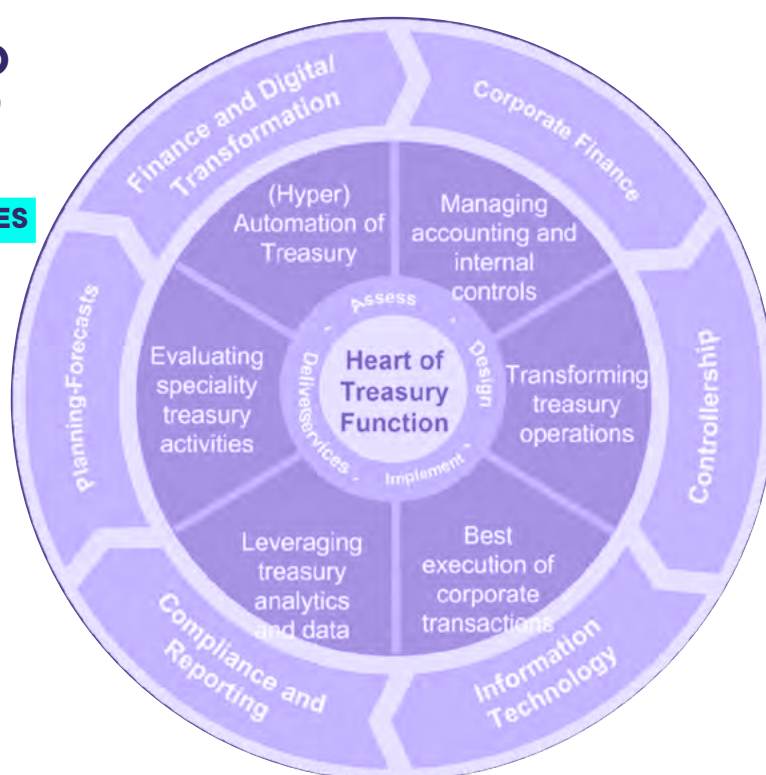 ES
Finance and Digital
Transformation
Corporate Finance
Controllership
Information
Technology
Compliance and
Reporting
Planning-Forecasts
(Hyper)
Automation of
Treasury
Managing
accounting and
internal
controls
Transforming
treasury
operations
Best
execution of
corporate
transactions
Leveraging
treasury
analytics
and data
Evaluating
speciality
treasury
activities
- Assess -
Design
- Implement -
Deliverservices
Heart of
Treasury
Function